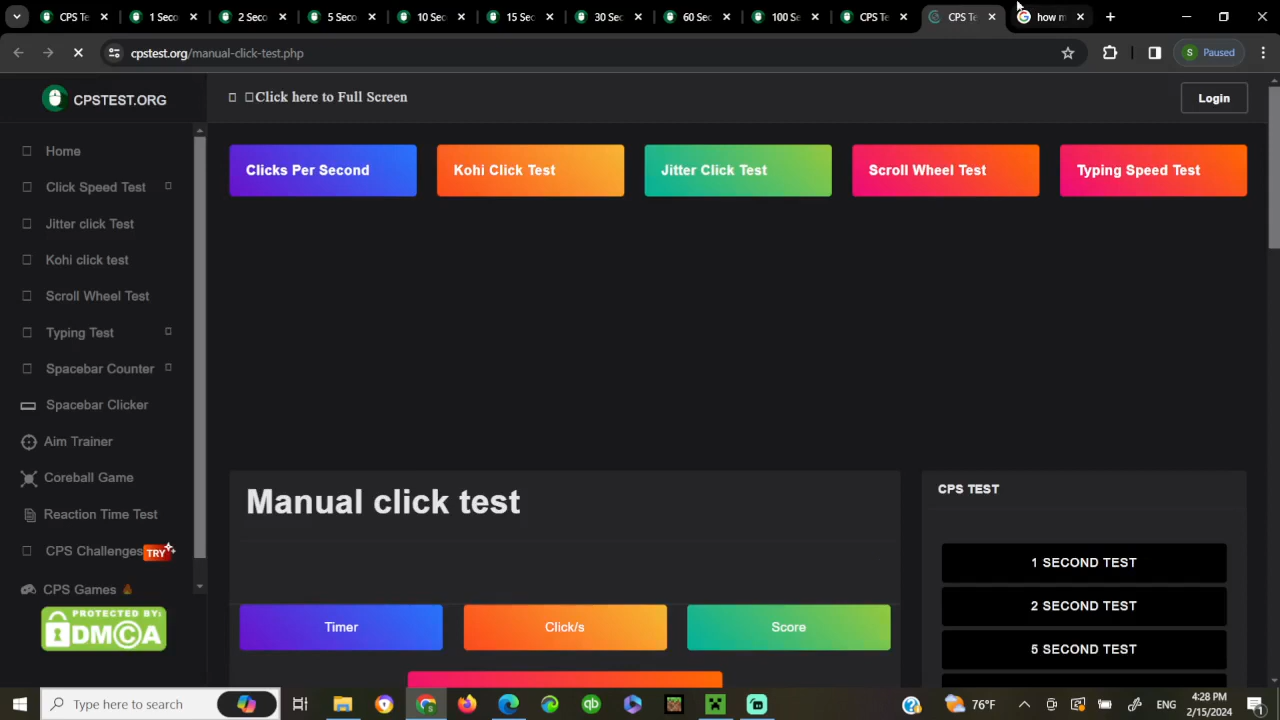 CPS Te
1 Seco
2 Seco
5 Seco
10 Sec
15 Sec
30 Sec
60 Sec
100 Se
CPS Te
CPS Te
how m
cpstest.org/manual-click-test.php
S Paused
CPSTEST.ORG
Click here to Full Screen
Login
Home
Click Speed Test
Jitter click Test
Kohi click test
Scroll Wheel Test
Typing Test
Spacebar Counter
Spacebar Clicker
Aim Trainer
Coreball Game
Reaction Time Test
CPS Challenges TRY
CPS Games
PROTECTED BY:
DMCA
Clicks Per Second
Kohi Click Test
Jitter Click Test
Scroll Wheel Test
Typing Speed Test
Manual click test
Timer
Click/s
Score
CPS TEST
1 SECOND TEST
2 SECOND TEST
5 SECOND TEST
Type here to search
qb
76°F
ENG
4:28 PM
2/15/2024
1